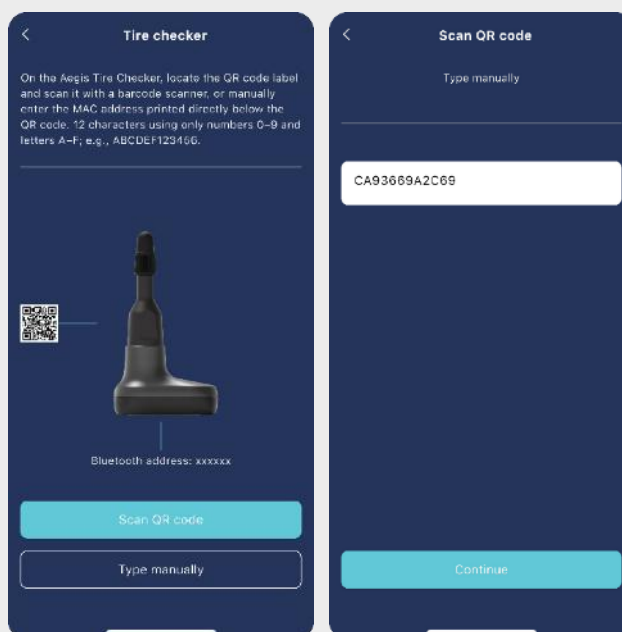 Tire checker
On the Aegis Tire Checker, locate the QR code label
and scan it with a barcode scanner, or manually
enter the MAC address printed directly below the
QR code. 12 characters using only numbers 0–9 and
letters A–F; e.g., ABCDEF123456.
Bluetooth address: xxxxxx
Scan QR code
Type manually
Scan QR code
Type manually
CA93669A2C69
Continue